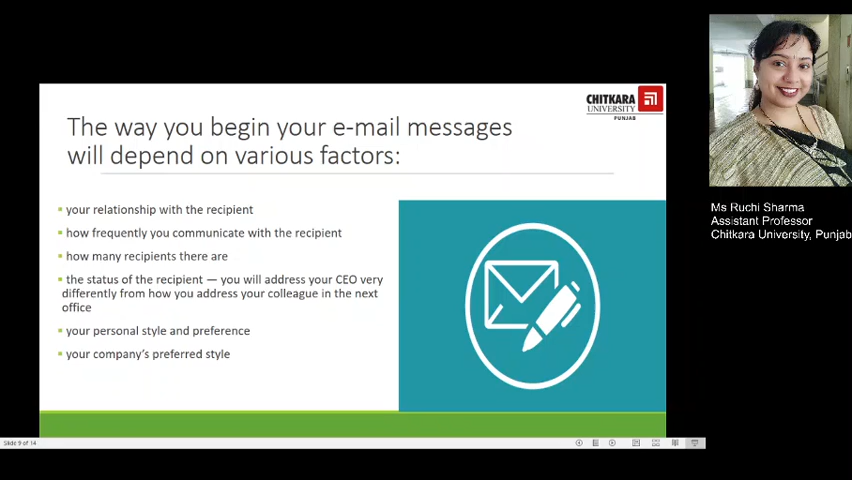 CHITKARA
UNIVERSITY
PUNJAB
The way you begin your e-mail messages
will depend on various factors:
your relationship with the recipient
how frequently you communicate with the recipient
how many recipients there are
the status of the recipient — you will address your CEO very
differently from how you address your colleague in the next
office
your personal style and preference
your company's preferred style
Slide 9 of 14
Ms Ruchi Sharma
Assistant Professor
Chitkara University, Punjab